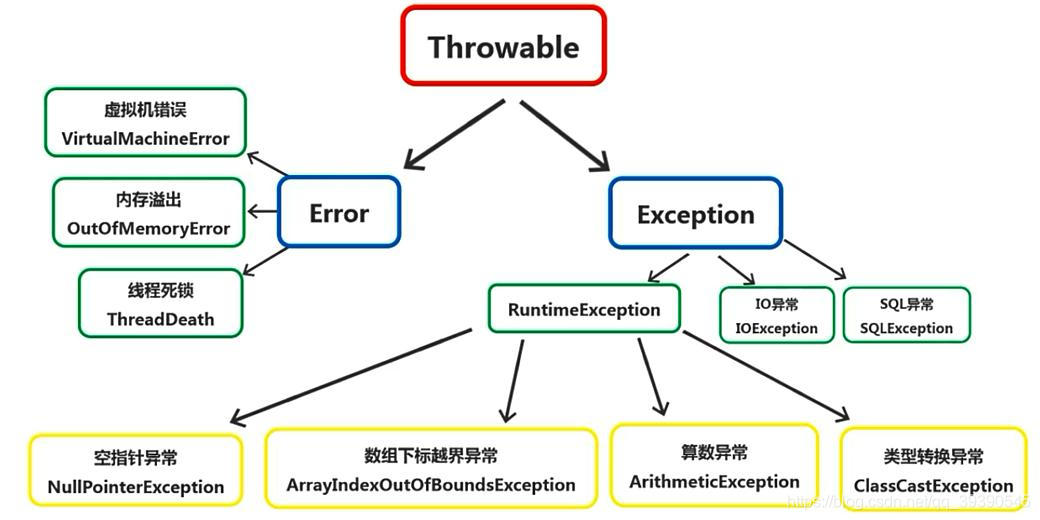 Throwable
虚拟机错误
VirtualMachineError
内存溢出
OutOfMemoryError
线程死锁
ThreadDeath
Error
Exception
RuntimeException
IO异常
IOException
SQL异常
SQLException
空指针异常
NullPointerException
数组下标越界异常
ArrayIndexOutOfBoundsException
算数异常
ArithmeticException
类型转换异常
ClassCastException
https://blog.csdn.net/qq_39390545